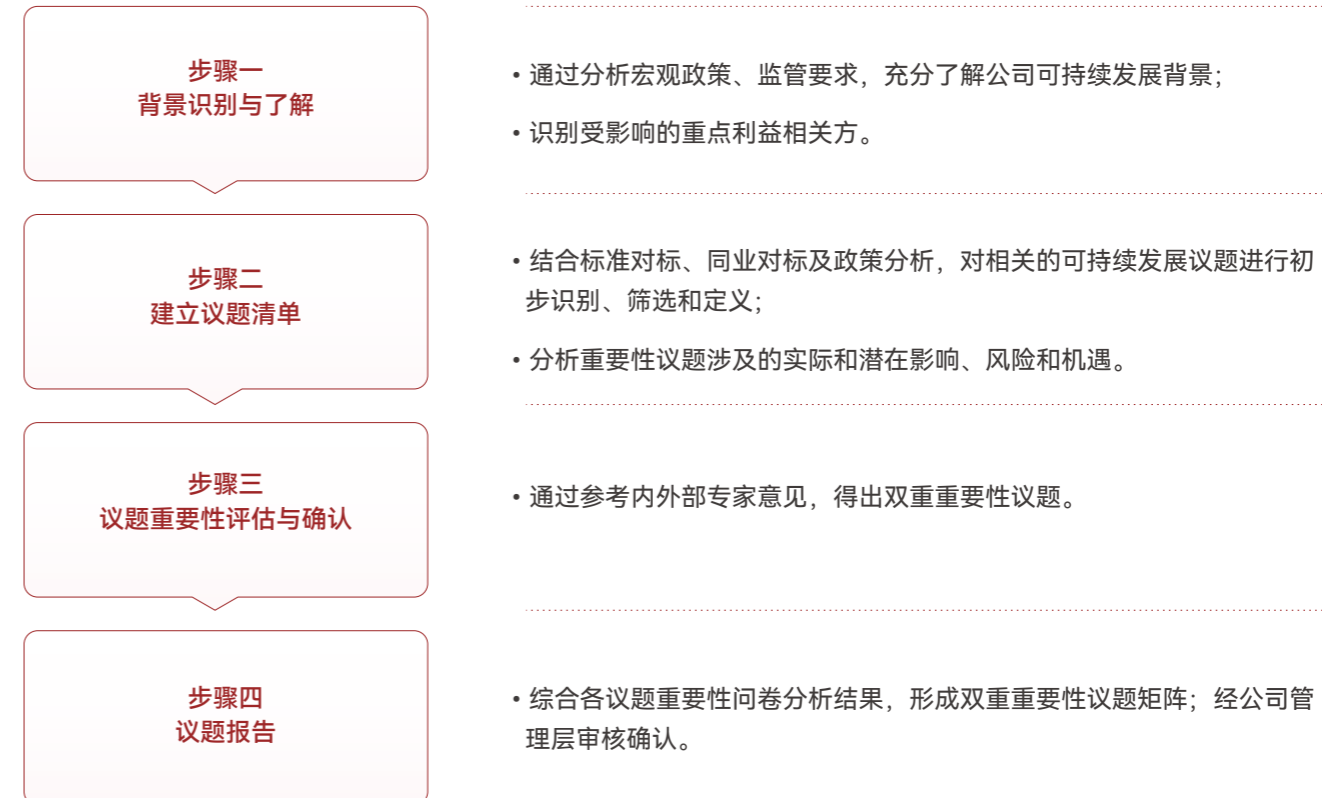 步骤一
背景识别与了解
• 通过分析宏观政策、监管要求，充分了解公司可持续发展背景；
• 识别受影响的重点利益相关方。
步骤二
建立议题清单
• 结合标准对标、同业对标及政策分析，对相关的可持续发展议题进行初
步识别、筛选和定义；
• 分析重要性议题涉及的实际和潜在影响、风险和机遇。
步骤三
议题重要性评估与确认
• 通过参考内外部专家意见，得出双重重要性议题。
步骤四
议题报告
• 综合各议题重要性问卷分析结果，形成双重重要性议题矩阵；经公司管
理层审核确认。